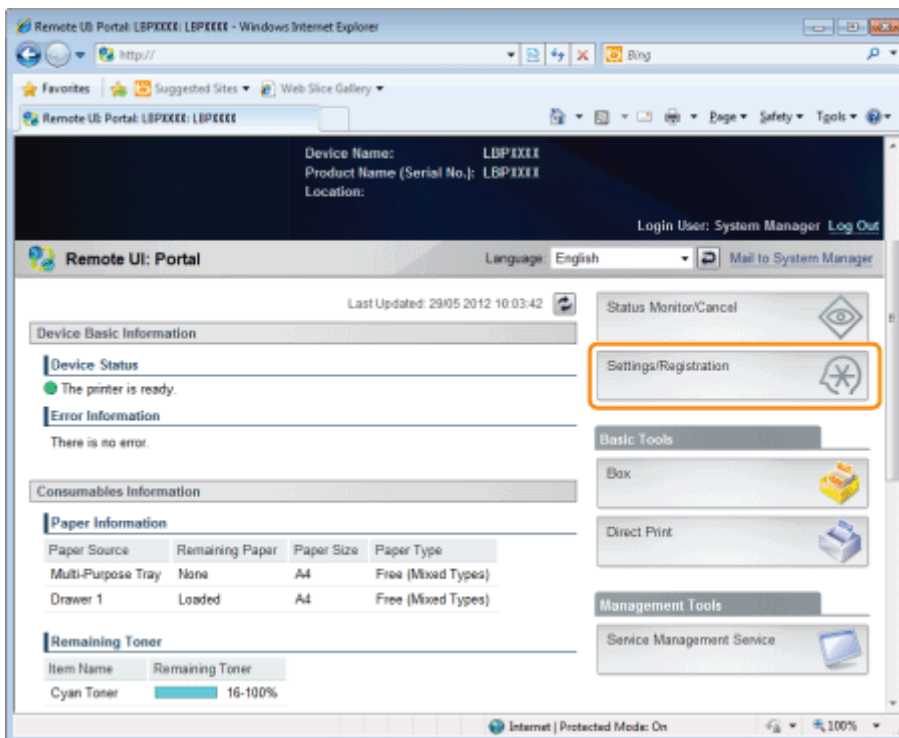 Remote UI: Portal: LBPXXXX: LBPXXXX - Windows Internet Explorer
http://
Bing
Favorites Suggested Sites Web Slice Gallery
Remote UI: Portal: LBPXXXX: LBPXXXX
Page Safety Tools
Device Name: LBPXXXX
Product Name (Serial No.): LBPXXXX
Location:
Login User: System Manager Log Out
Remote UI: Portal
Language: English
Mail to System Manager
Last Updated: 29/05 2012 10:03:42
Device Basic Information
Device Status
The printer is ready.
Error Information
There is no error.
Consumables Information
Paper Information
Paper Source Remaining Paper Paper Size Paper Type
Multi-Purpose Tray None A4 Free (Mixed Types)
Drawer 1 Loaded A4 Free (Mixed Types)
Remaining Toner
Item Name Remaining Toner
Cyan Toner 16-100%
Status Monitor/Cancel
Settings/Registration
Basic Tools
Box
Direct Print
Management Tools
Service Management Service
Internet | Protected Mode: On
100%